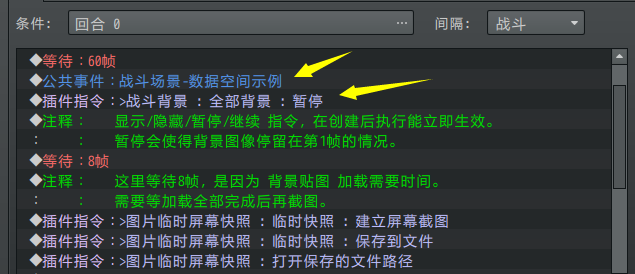 条件: 回合 0 ... 间隔: 战斗
◆等待：60帧
◆公共事件：战斗场景-数据空间示例
◆插件指令：>战斗背景 : 全部背景 : 暂停
◆注释：　显示/隐藏/暂停/继续 指令，在创建后执行能立即生效。
：　　：　暂停会使得背景图像停留在第1帧的情况。
◆等待：8帧
◆注释：　这里等待8帧，是因为 背景贴图 加载需要时间。
：　　：　需要等加载全部完成后再截图。
◆插件指令：>图片临时屏幕快照 : 临时快照 : 建立屏幕截图
◆插件指令：>图片临时屏幕快照 : 临时快照 : 保存到文件
◆插件指令：>图片临时屏幕快照 : 打开保存的文件路径